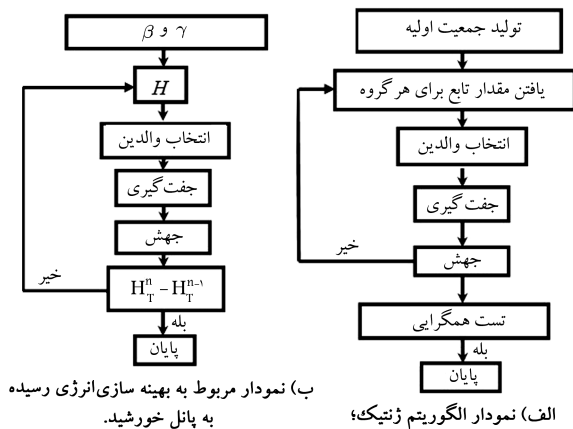 تولید جمعیت اولیه
یافتن مقدار تابع برای هر گروه
انتخاب والدین
جفت‌گیری
جهش
خیر
تست همگرایی
بله
پایان
الف) نمودار الگوریتم ژنتیک؛
γ و β
H
انتخاب والدین
جفت‌گیری
جهش
خیر
H_T^n – H_T^{n-۱}
بله
پایان
ب) نمودار مربوط به بهینه سازی‌انرژی رسیده
به پانل خورشید.